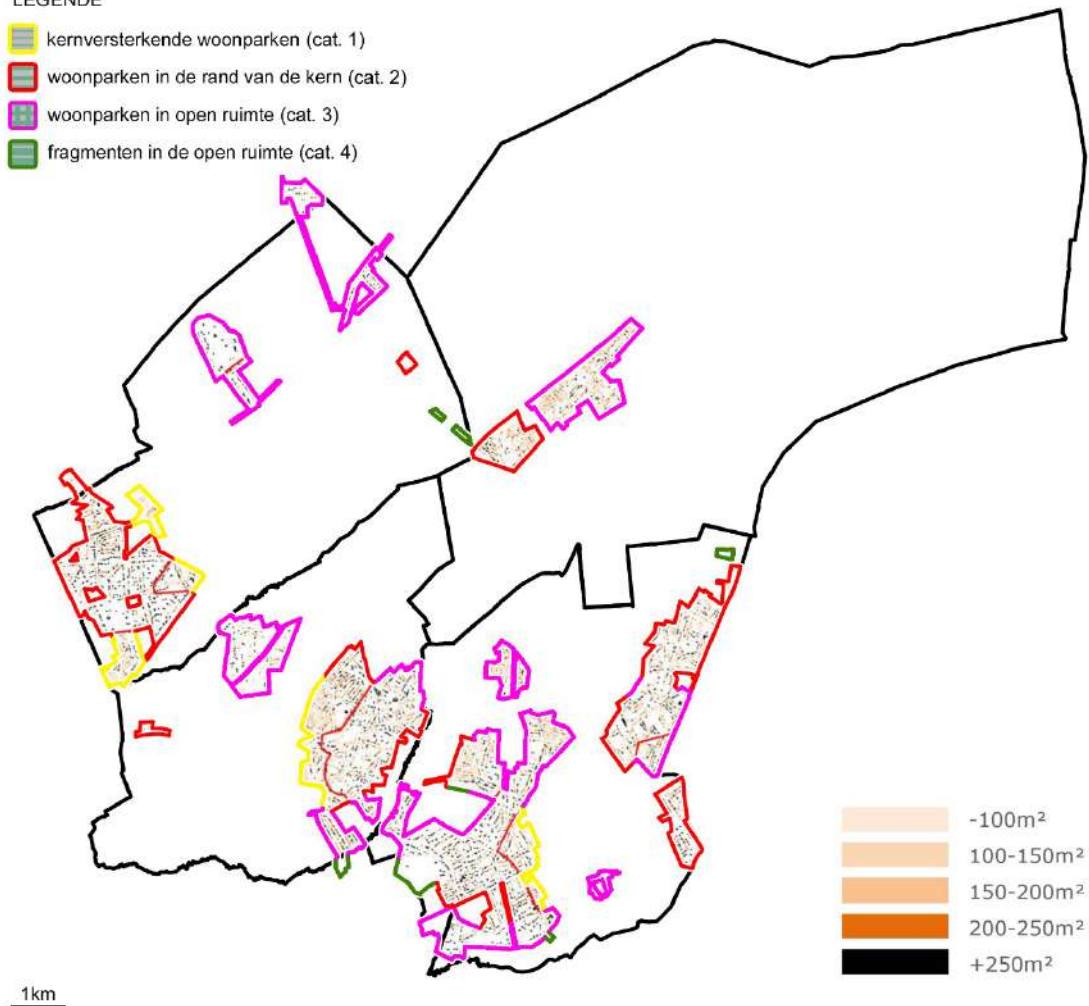 LEGENDE
kernversterkende woonparken (cat. 1)
woonparken in de rand van de kern (cat. 2)
woonparken in open ruimte (cat. 3)
fragmenten in de open ruimte (cat. 4)
-100m²
100-150m²
150-200m²
200-250m²
+250m²
1km